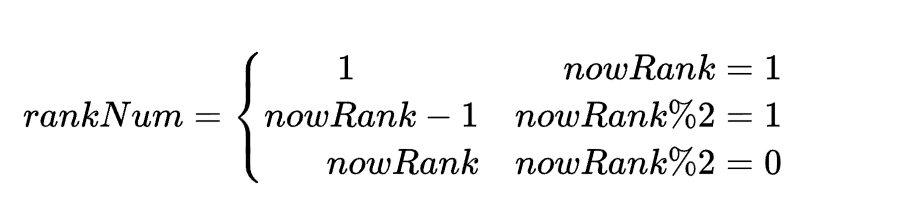 1 nowRank = 1
rankNum = { nowRank − 1 nowRank%2 = 1
nowRank nowRank%2 = 0